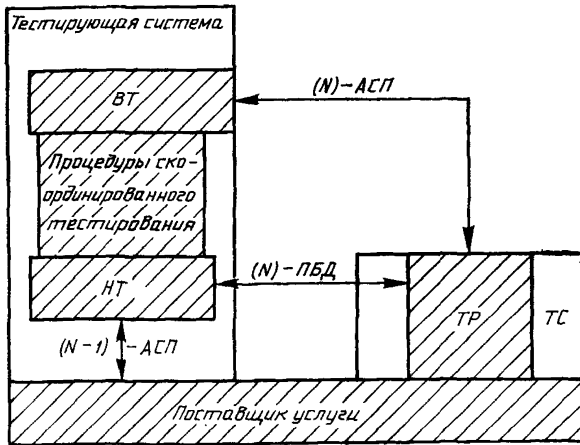 Тестирующая система
ВТ
(N)-АСП
Процедуры ско-
ординированного
тестирования
НТ
(N)-ПБД
ТР
ТС
(N-1)-АСП
Поставщик услуги